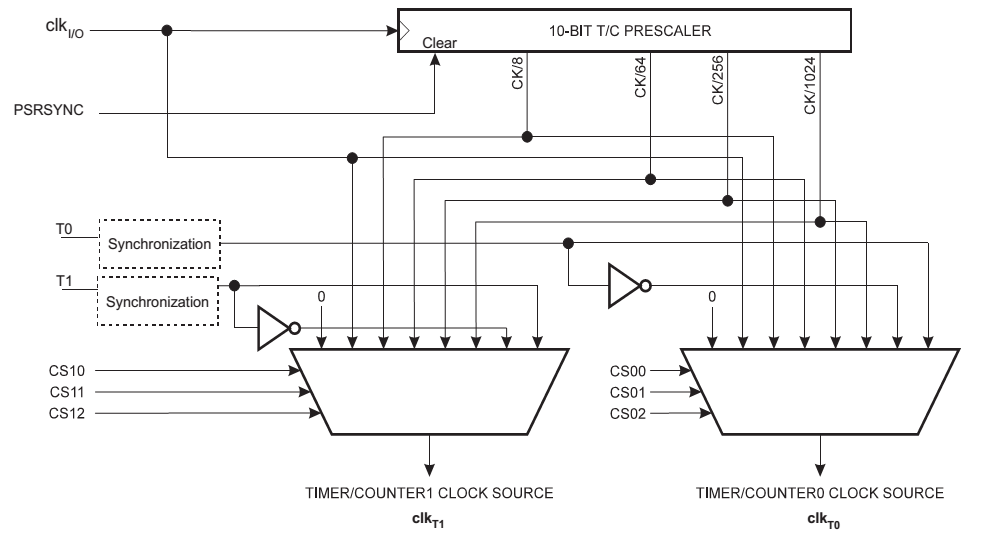 clkI/O
10-BIT T/C PRESCALER
Clear
CK/8
CK/64
CK/256
CK/1024
PSRSYNC
T0
Synchronization
T1
Synchronization
0
0
CS10
CS11
CS12
CS00
CS01
CS02
TIMER/COUNTER1 CLOCK SOURCE
clkT1
TIMER/COUNTER0 CLOCK SOURCE
clkT0